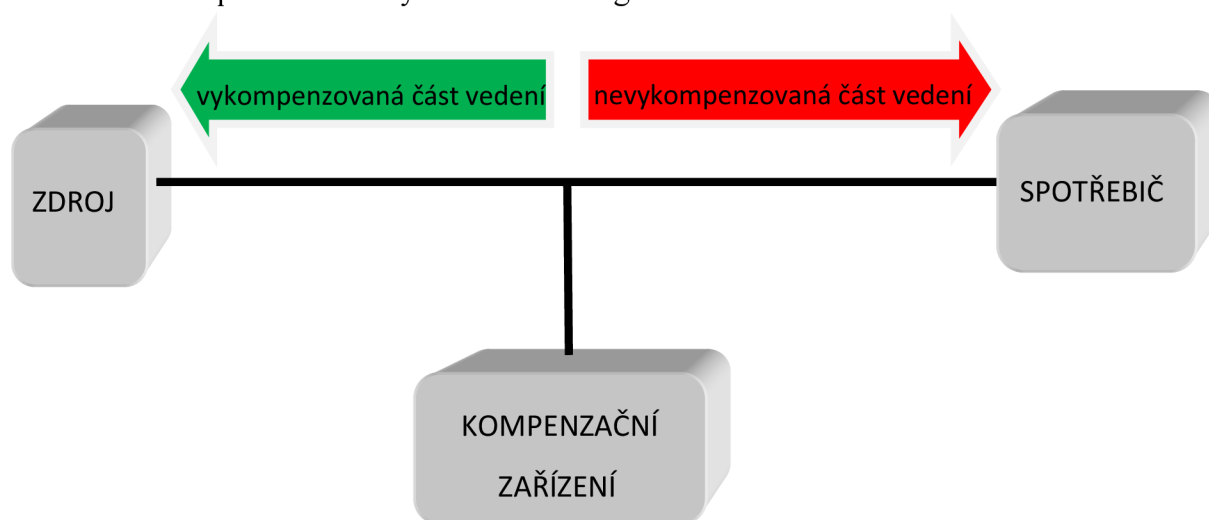 vykompenzovaná část vedení
nevykompenzovaná část vedení
ZDROJ
SPOTŘEBIČ
KOMPENZAČNÍ
ZAŘÍZENÍ